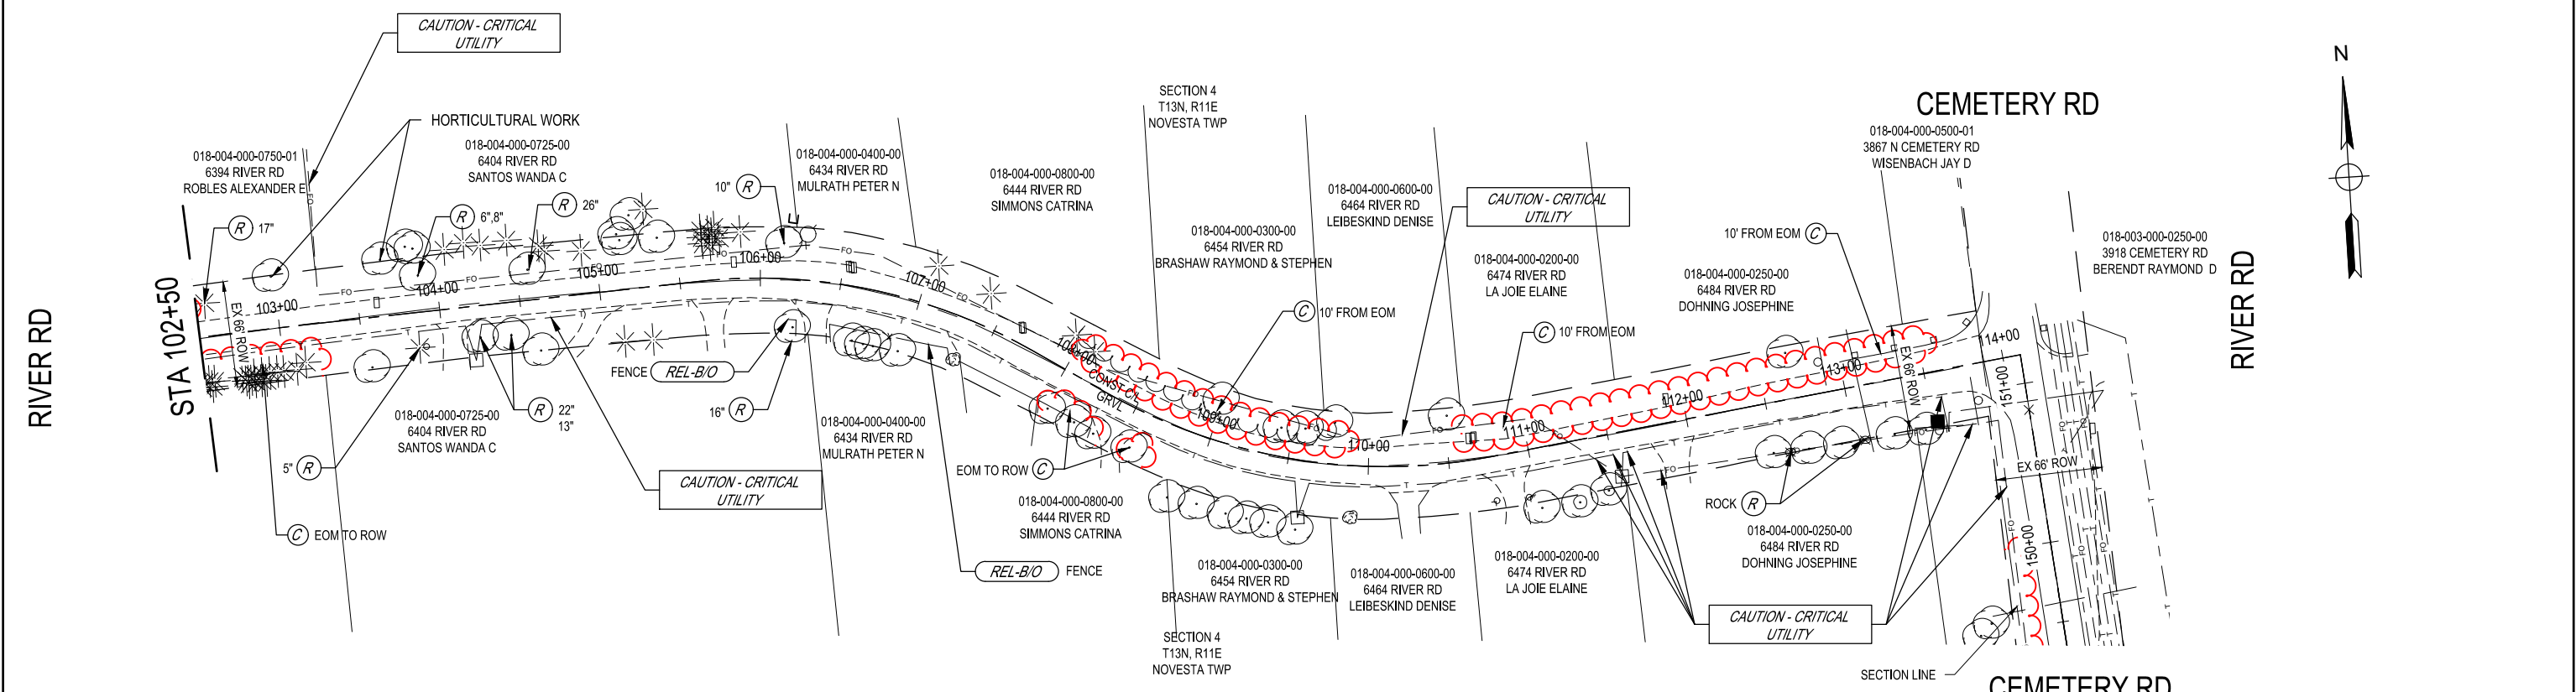 CAUTION - CRITICAL
UTILITY
HORTICULTURAL WORK
018-004-000-0750-01
6394 RIVER RD
ROBLES ALEXANDER E
018-004-000-0725-00
6404 RIVER RD
SANTOS WANDA C
018-004-000-0400-00
6434 RIVER RD
MULRATH PETER N
018-004-000-0800-00
6444 RIVER RD
SIMMONS CATRINA
SECTION 4
T13N, R11E
NOVESTA TWP
018-004-000-0300-00
6454 RIVER RD
BRASHAW RAYMOND & STEPHEN
018-004-000-0600-00
6464 RIVER RD
LEIBESKIND DENISE
CAUTION - CRITICAL
UTILITY
018-004-000-0200-00
6474 RIVER RD
LA JOIE ELAINE
018-004-000-0250-00
6484 RIVER RD
DOHNING JOSEPHINE
CEMETERY RD
018-004-000-0500-01
3867 N CEMETERY RD
WISENBACH JAY D
018-003-000-0250-00
3918 CEMETERY RD
BERENDT RAYMOND D
N
R 17"
R 6",8"
R 26"
10" R
C 10' FROM EOM
C 10' FROM EOM
10' FROM EOM C
RIVER RD
STA 102+50
EX 66' ROW
103+00
104+00
105+00
106+00
107+00
108+00
109+00
110+00
111+00
112+00
113+00
114+00
CONST C/L
GRVL
EX 66' ROW
151+00
150+00
EX 66' ROW
RIVER RD
FO
FO
FO
FO
FO
FO
FO
T
T
T
FENCE REL-B/O
16" R
R 22"
13"
5" R
018-004-000-0725-00
6404 RIVER RD
SANTOS WANDA C
CAUTION - CRITICAL
UTILITY
018-004-000-0400-00
6434 RIVER RD
MULRATH PETER N
EOM TO ROW C
018-004-000-0800-00
6444 RIVER RD
SIMMONS CATRINA
C EOM TO ROW
REL-B/O FENCE
018-004-000-0300-00
6454 RIVER RD
BRASHAW RAYMOND & STEPHEN
018-004-000-0600-00
6464 RIVER RD
LEIBESKIND DENISE
018-004-000-0200-00
6474 RIVER RD
LA JOIE ELAINE
ROCK R
018-004-000-0250-00
6484 RIVER RD
DOHNING JOSEPHINE
CAUTION - CRITICAL
UTILITY
SECTION 4
T13N, R11E
NOVESTA TWP
SECTION LINE
CEMETERY RD